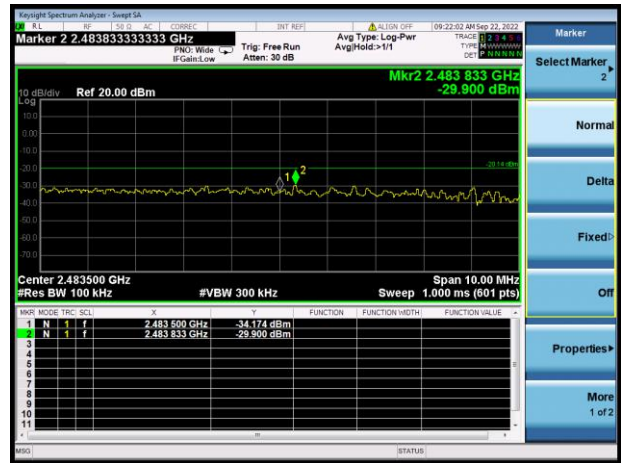 Keysight Spectrum Analyzer - Swept SA
RL RF 50 Ω AC CORREC INT REF ALIGN OFF 09:22:02 AM Sep 22, 2022
Marker 2 2.483833333333 GHz
PNO: Wide
IFGain:Low
Trig: Free Run
Atten: 30 dB
Avg Type: Log-Pwr
Avg|Hold:>1/1
TRACE 1 2 3 4 5 6
TYPE M W W W W W
DET P N N N N N
Mkr2 2.483 833 GHz
-29.900 dBm
10 dB/div Ref 20.00 dBm
Log
10.0
0.00
-10.0
-20.0
-20.14 dBm
1
2
-30.0
-40.0
-60.0
-70.0
Center 2.483500 GHz Span 10.00 MHz
#Res BW 100 kHz #VBW 300 kHz Sweep 1.000 ms (601 pts)
MKR MODE TRC SCL X Y FUNCTION FUNCTION WIDTH FUNCTION VALUE
1 N 1 f 2.483 500 GHz -34.174 dBm
2 N 1 f 2.483 833 GHz -29.900 dBm
3
4
5
6
7
8
9
10
11
MSG STATUS
Marker
Select Marker
2
Normal
Delta
Fixed
Off
Properties
More
1 of 2